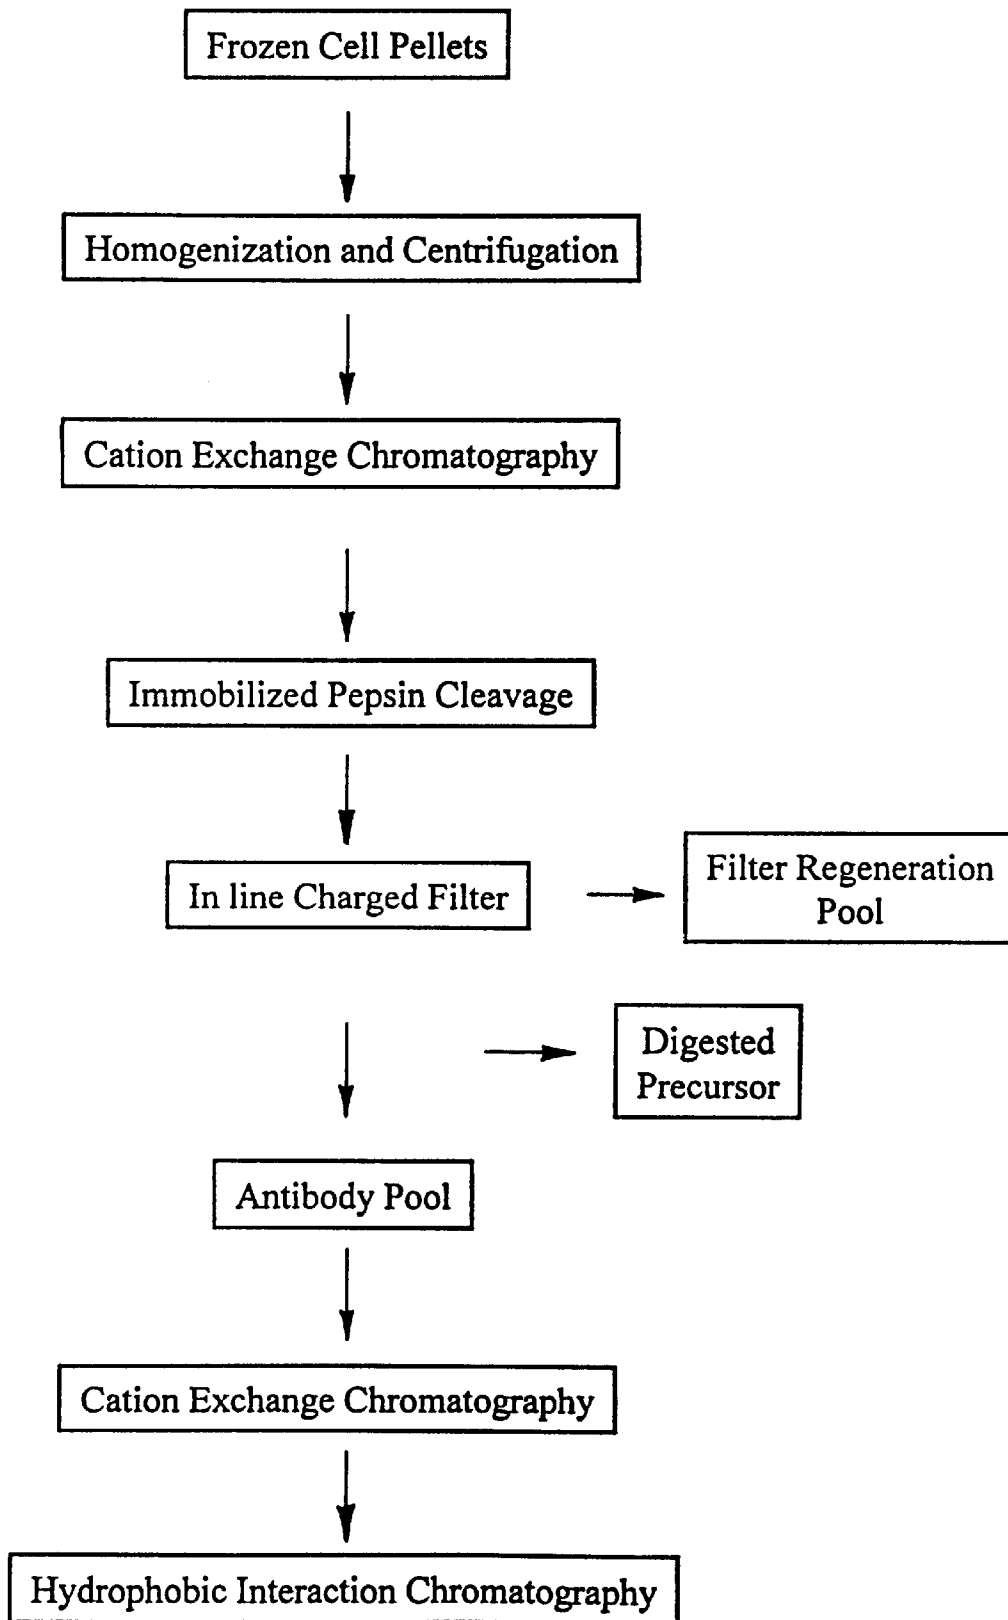 Frozen Cell Pellets
Homogenization and Centrifugation
Cation Exchange Chromatography
Immobilized Pepsin Cleavage
In line Charged Filter
Filter Regeneration
Pool
Digested
Precursor
Antibody Pool
Cation Exchange Chromatography
Hydrophobic Interaction Chromatography